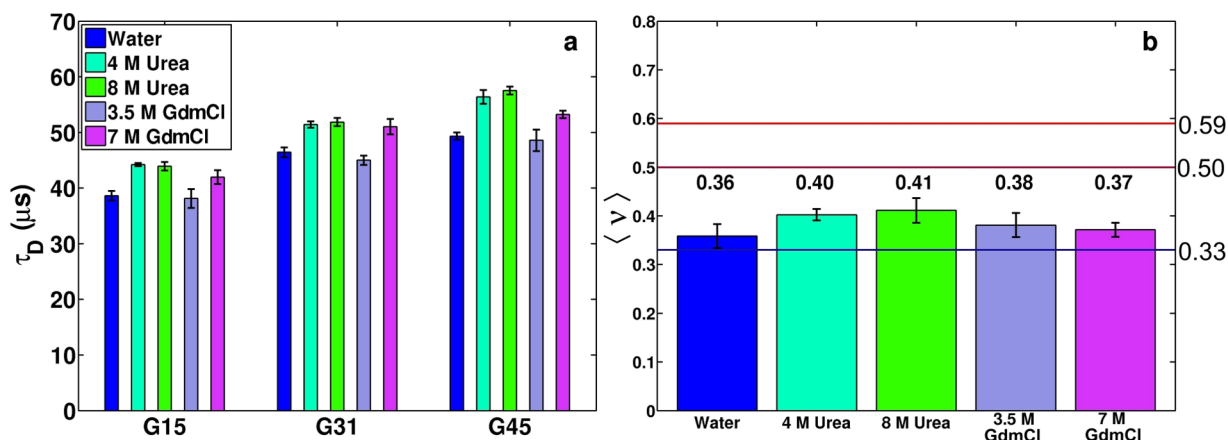 70
60
50
40
30
20
10
0
τD (μs)
Water
4 M Urea
8 M Urea
3.5 M GdmCl
7 M GdmCl
a
G15
G31
G45
0.8
0.7
0.6
0.5
0.4
0.3
0.2
0.1
0
⟨ν⟩
b
0.59
0.50
0.33
0.36
0.40
0.41
0.38
0.37
Water
4 M Urea
8 M Urea
3.5 M
GdmCl
7 M
GdmCl